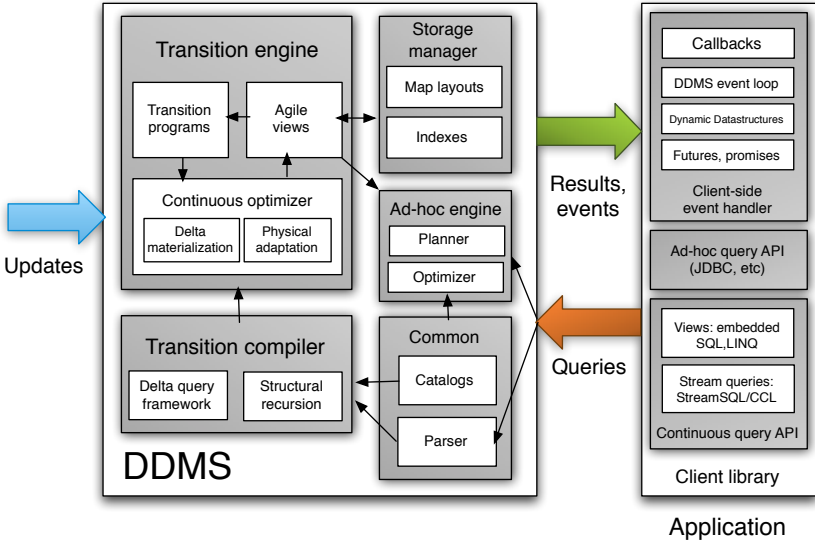 Updates
Transition engine
Transition
programs
Agile
views
Continuous optimizer
Delta
materialization
Physical
adaptation
Storage
manager
Map layouts
Indexes
Ad-hoc engine
Planner
Optimizer
Transition compiler
Delta query
framework
Structural
recursion
Common
Catalogs
Parser
DDMS
Results,
events
Queries
Callbacks
DDMS event loop
Dynamic Datastructures
Futures, promises
Client-side
event handler
Ad-hoc query API
(JDBC, etc)
Views: embedded
SQL,LINQ
Stream queries:
StreamSQL/CCL
Continuous query API
Client library
Application